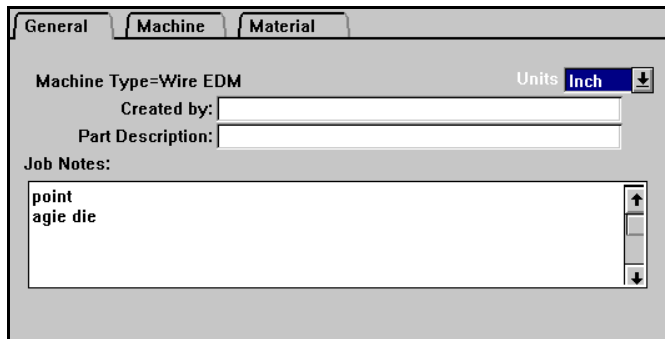 General Machine Material
Machine Type=Wire EDM Units Inch
Created by:
Part Description:
Job Notes:
point
agie die